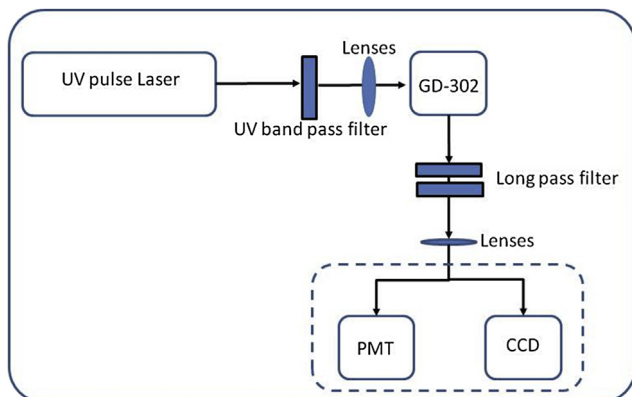 Lenses
UV pulse Laser
GD-302
UV band pass filter
Long pass filter
Lenses
PMT
CCD